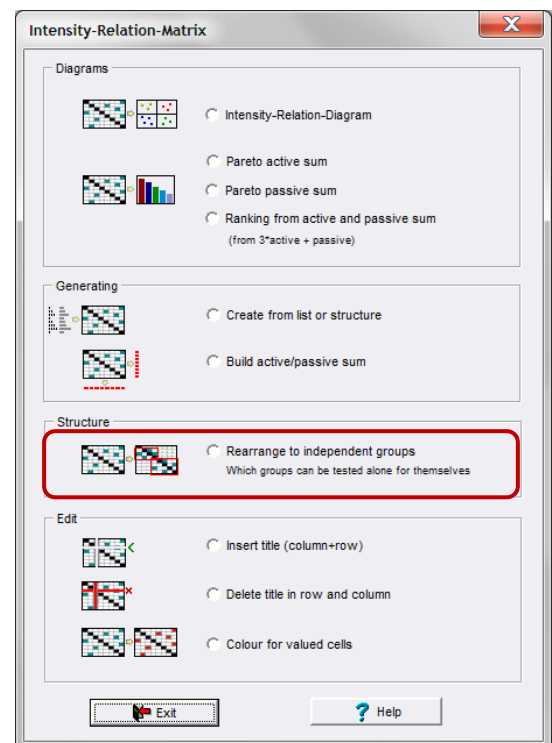 Intensity-Relation-Matrix
X
Diagrams
Intensity-Relation-Diagram
Pareto active sum
Pareto passive sum
Ranking from active and passive sum
(from 3*active + passive)
Generating
Create from list or structure
Build active/passive sum
Structure
Rearrange to independent groups
Which groups can be tested alone for themselves
Edit
Insert title (column+row)
Delete title in row and column
Colour for valued cells
Exit
? Help